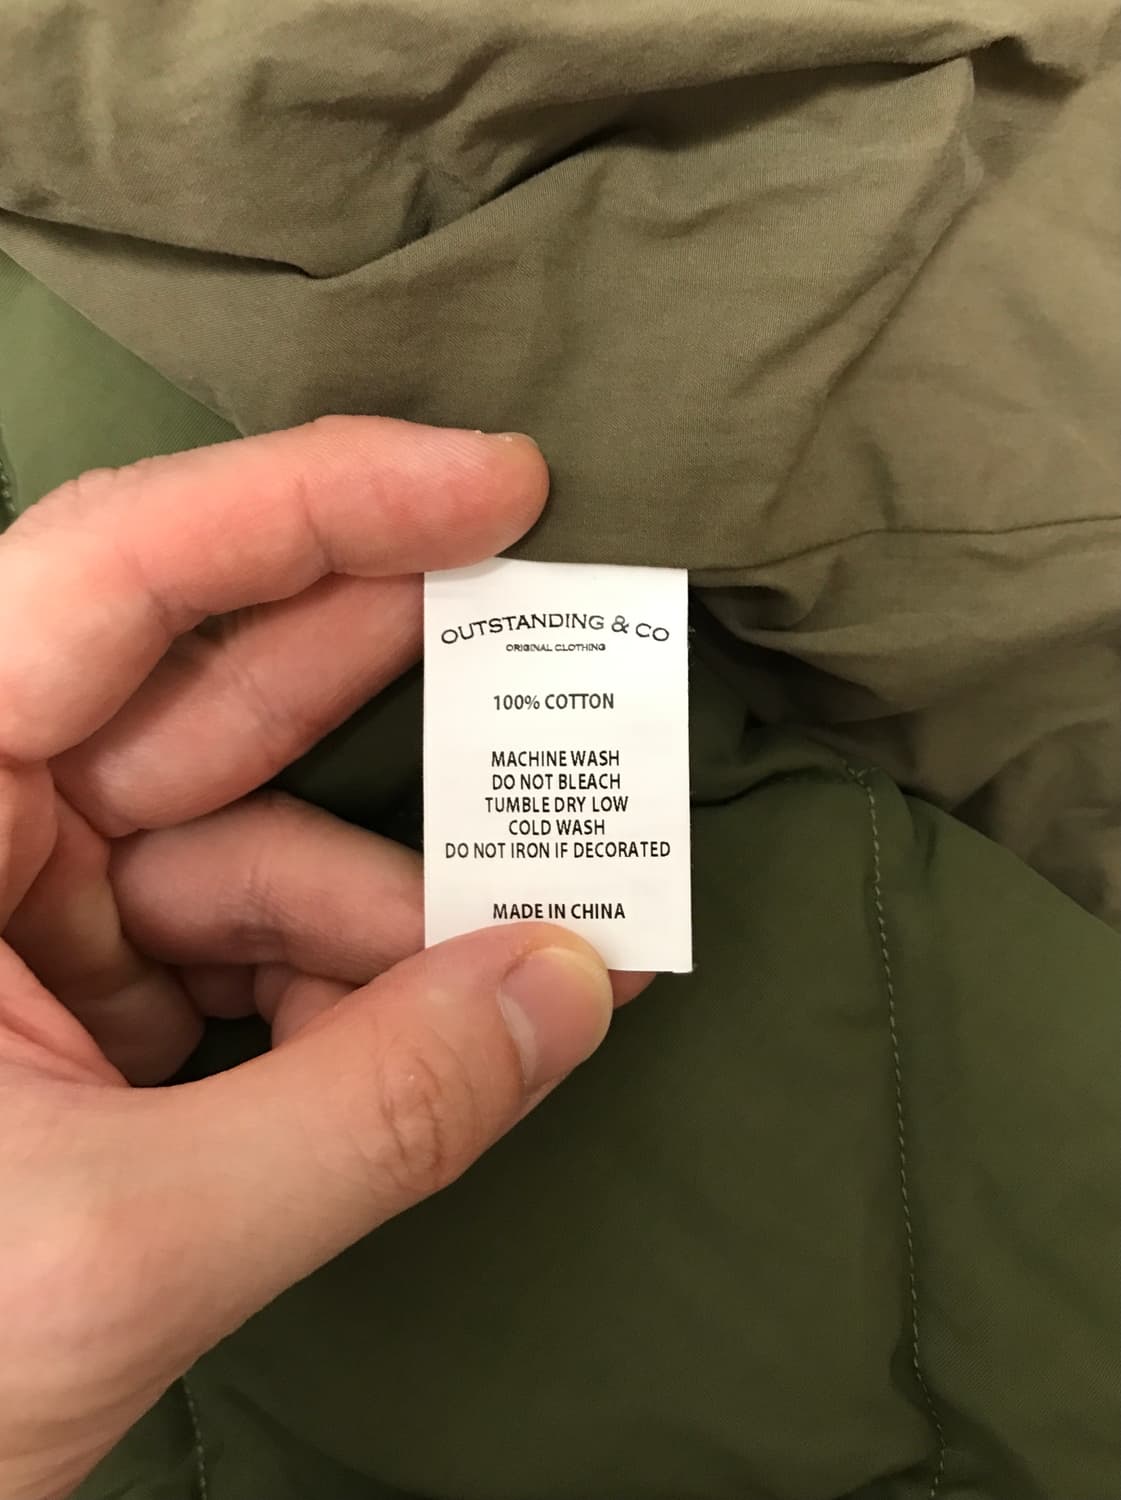 OUTSTANDING & CO
ORIGINAL CLOTHING
100% COTTON
MACHINE WASH
DO NOT BLEACH
TUMBLE DRY LOW
COLD WASH
DO NOT IRON IF DECORATED
MADE IN CHINA